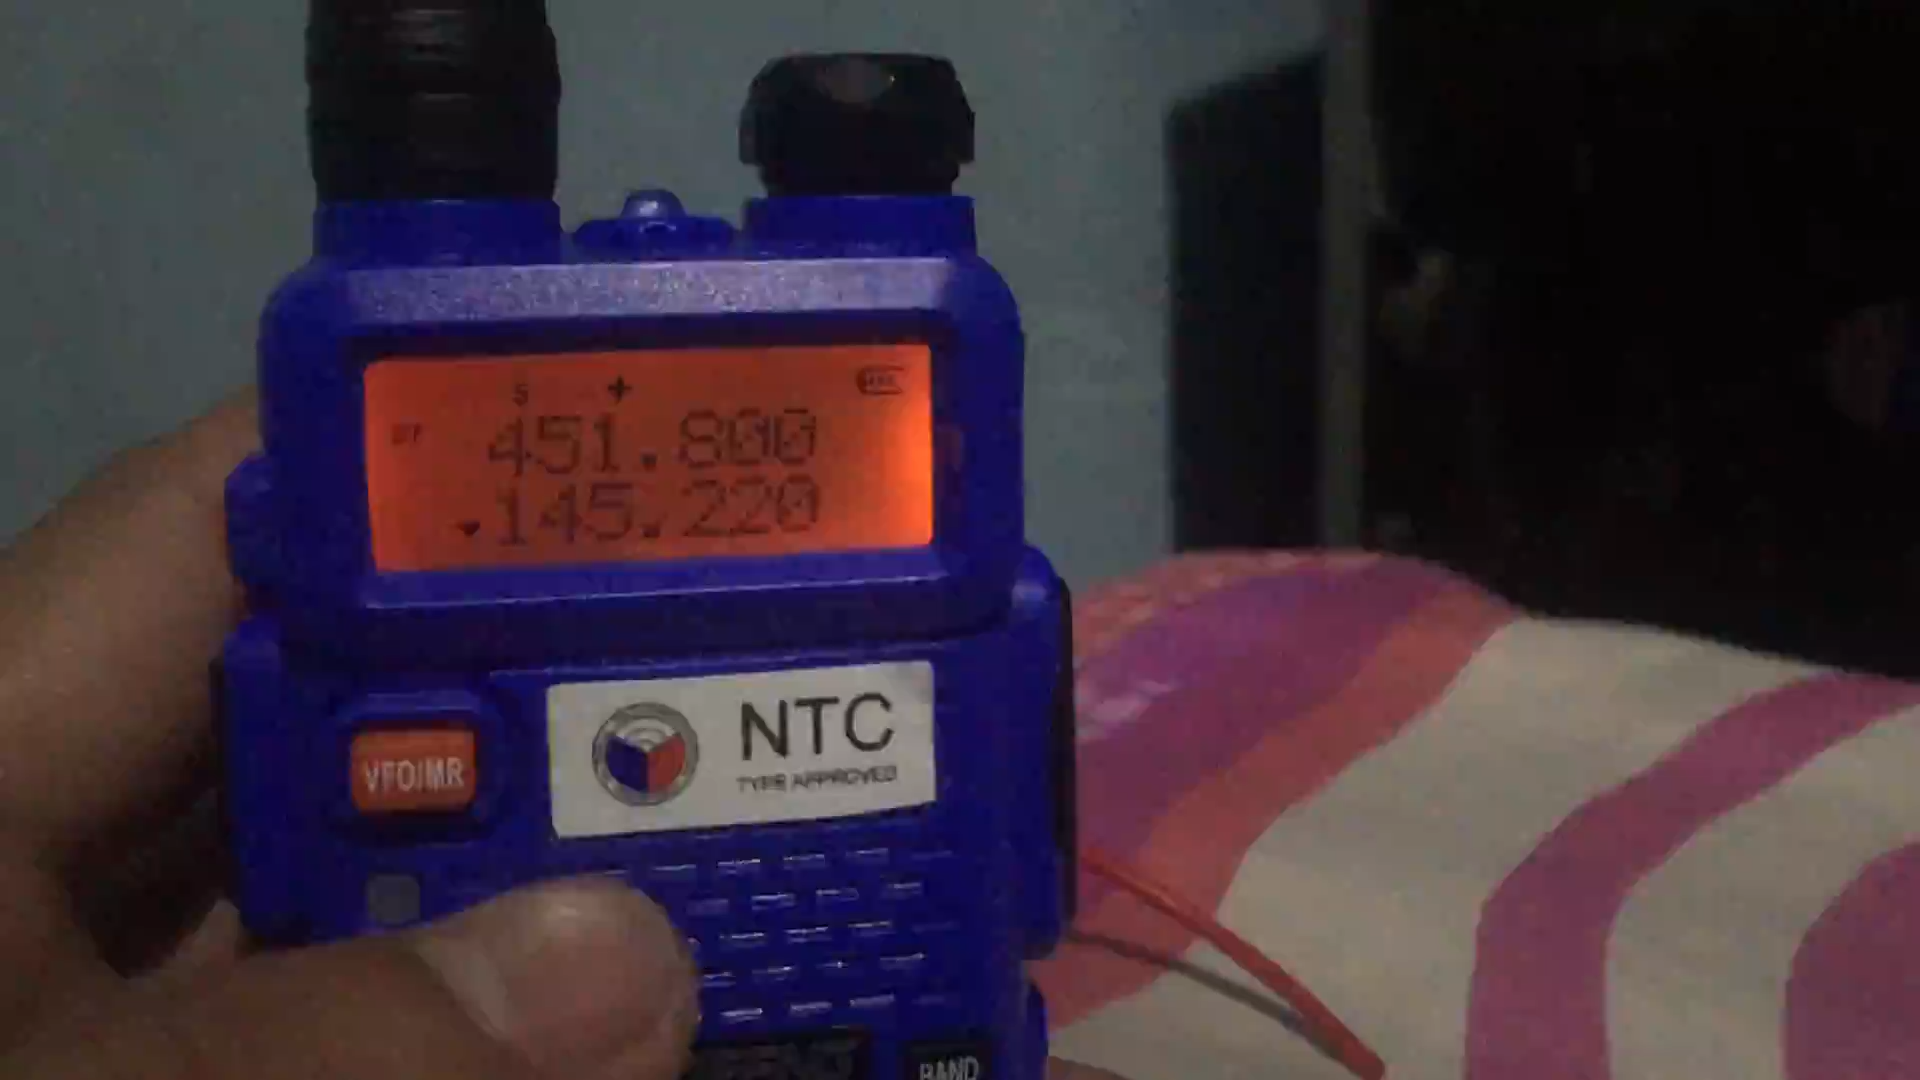 S +
451.800
145.220
VFO/MR
NTC
TYPE APPROVED
BAND